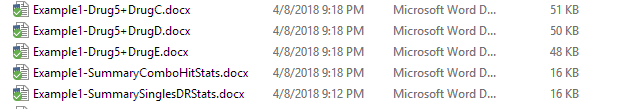 Example1-Drug5+DrugC.docx 4/8/2018 9:18 PM Microsoft Word D... 51 KB
Example1-Drug5+DrugD.docx 4/8/2018 9:18 PM Microsoft Word D... 50 KB
Example1-Drug5+DrugE.docx 4/8/2018 9:18 PM Microsoft Word D... 48 KB
Example1-SummaryComboHitStats.docx 4/8/2018 9:18 PM Microsoft Word D... 16 KB
Example1-SummarySinglesDRStats.docx 4/8/2018 9:12 PM Microsoft Word D... 16 KB